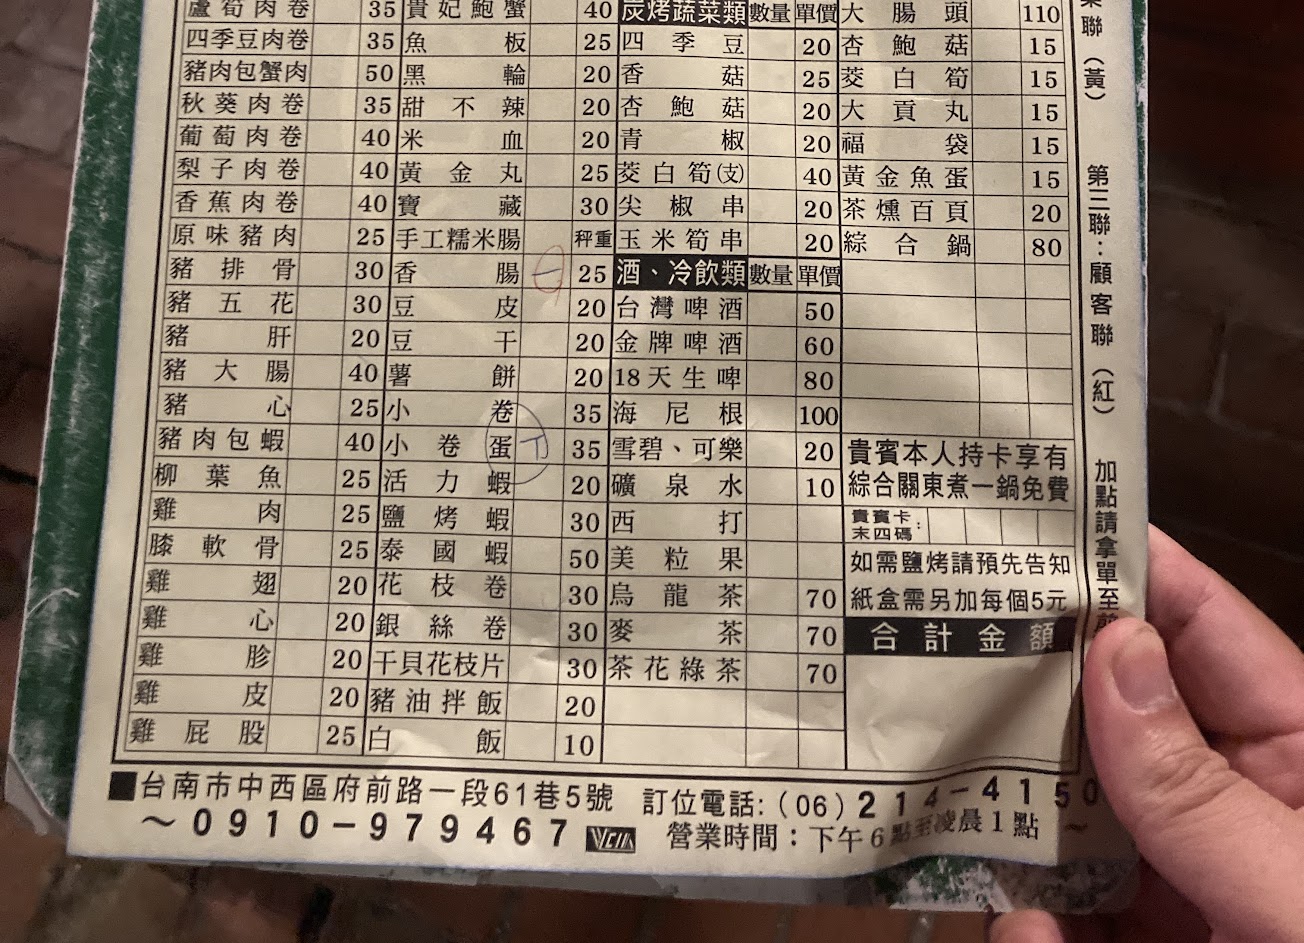 蘆筍肉卷 35 貴妃鮑蟹 40 炭烤蔬菜類 數量 單價 大腸頭 110
四季豆肉卷 35 魚板 25 四季豆 20 杏鮑菇 15
豬肉包蟹肉 50 黑輪 20 香菇 25 茭白筍 15
秋葵肉卷 35 甜不辣 20 杏鮑菇 20 大貢丸 15
葡萄肉卷 40 米血 20 青椒 20 福袋 15
梨子肉卷 40 黃金丸 25 茭白筍(支) 40 黃金魚蛋 15
香蕉肉卷 40 寶藏 30 尖椒串 20 茶燻百頁 20
原味豬肉 25 手工糯米腸 秤重 玉米筍串 20 綜合鍋 80
豬排骨 30 香腸 一 25 酒、冷飲類 數量 單價
豬五花 30 豆皮 20 台灣啤酒 50
豬肝 20 豆干 20 金牌啤酒 60
豬大腸 40 薯餅 20 18天生啤 80
豬心 25 小卷 35 海尼根 100
豬肉包蝦 40 小卷蛋 35 雪碧、可樂 20 貴賓本人持卡享有
柳葉魚 25 活力蝦 20 礦泉水 10 綜合關東煮一鍋免費
雞肉 25 鹽烤蝦 30 西打 貴賓卡末四碼:
膝軟骨 25 泰國蝦 50 美粒果 如需鹽烤請預先告知
雞翅 20 花枝卷 30 烏龍茶 70 紙盒需另加每個5元
雞心 20 銀絲卷 30 麥茶 70 合計金額
雞胗 20 干貝花枝片 30 茶花綠茶 70
雞皮 20 豬油拌飯 20
雞屁股 25 白飯 10
■台南市中西區府前路一段61巷5號 訂位電話:(06)214-4150
～0910-979467 營業時間：下午6點至凌晨1點～
聯(黃) 第三聯：顧客聯(紅) 加點請拿單至